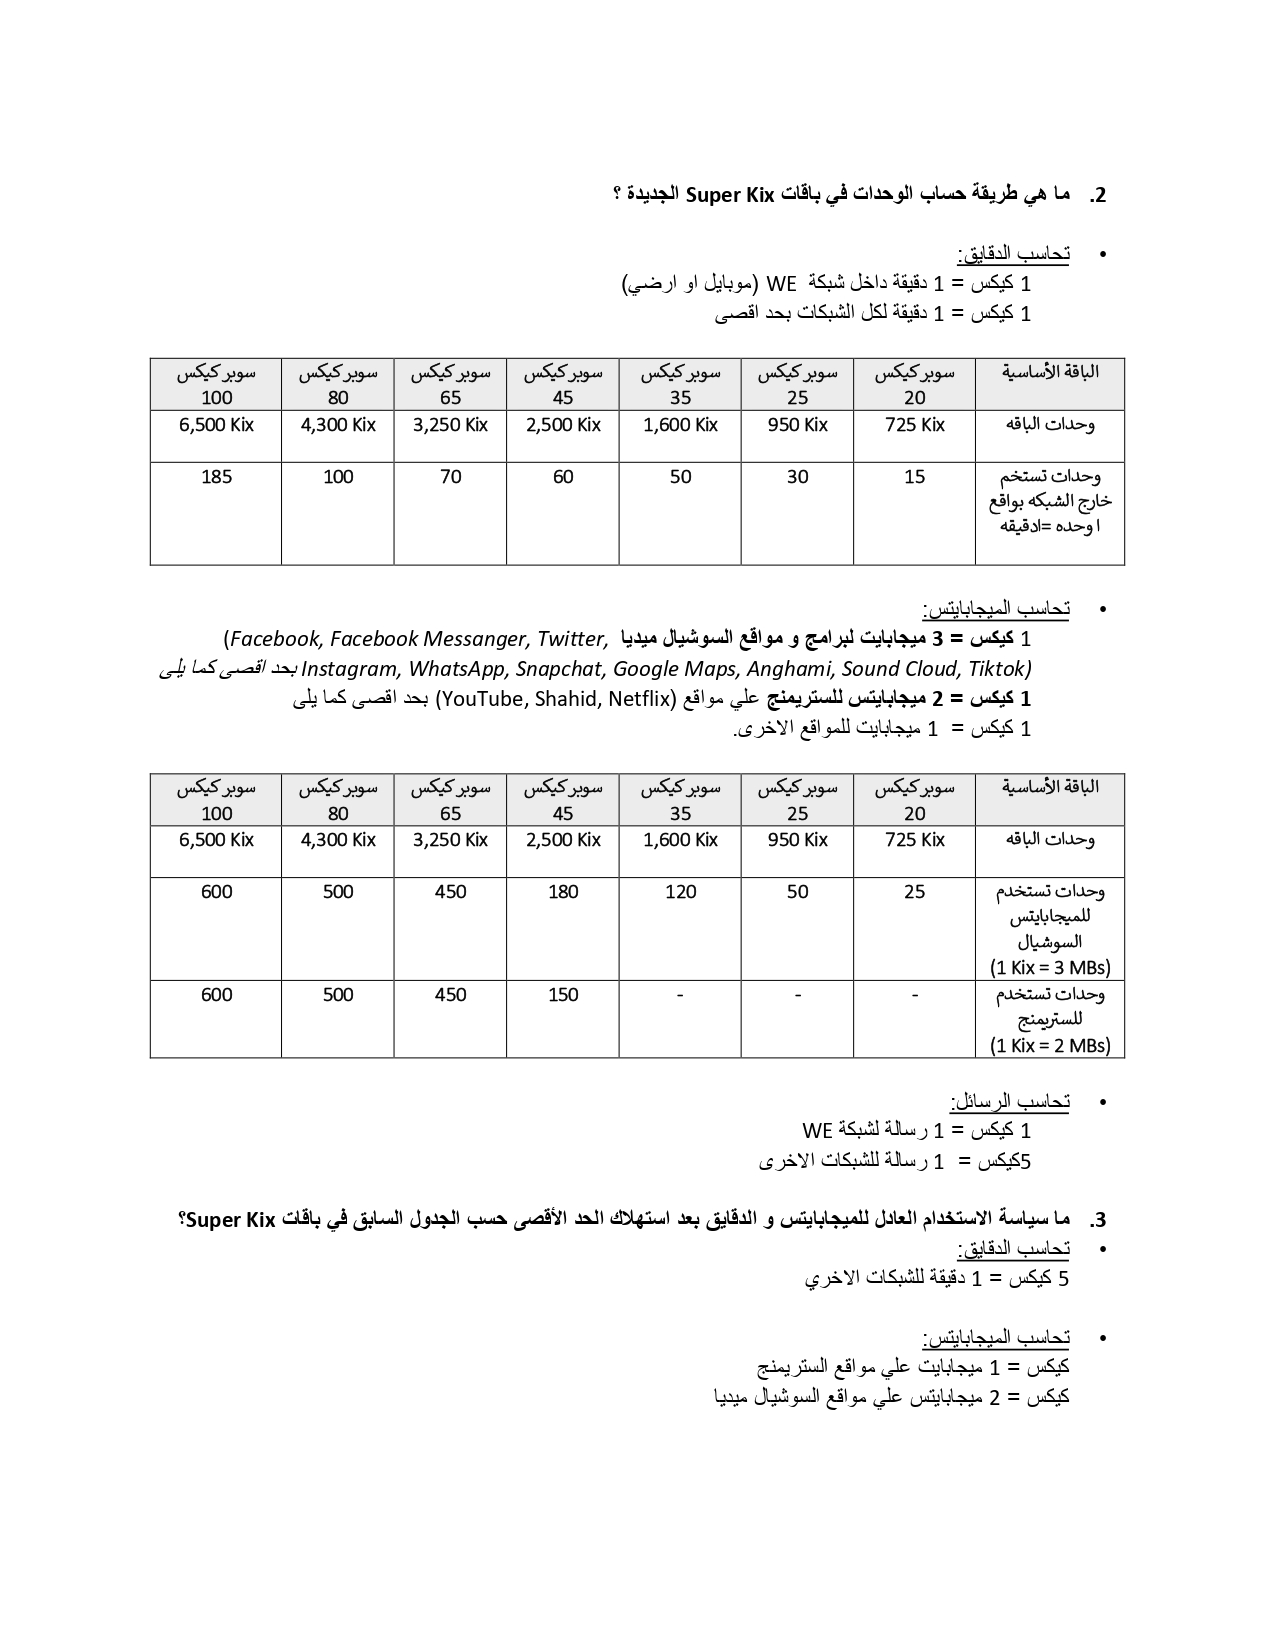 2. ما هي طريقة حساب الوحدات في باقات Super Kix الجديدة ؟
• تحاسب الدقايق:
1 كيكس = 1 دقيقة داخل شبكة WE (موبايل او ارضي)
1 كيكس = 1 دقيقة لكل الشبكات بحد اقصى
الباقة الأساسية سوبر كيكس 20 سوبر كيكس 25 سوبر كيكس 35 سوبر كيكس 45 سوبر كيكس 65 سوبر كيكس 80 سوبر كيكس 100
وحدات الباقه 725 Kix 950 Kix 1,600 Kix 2,500 Kix 3,250 Kix 4,300 Kix 6,500 Kix
وحدات تستخم 15 30 50 60 70 100 185
خارج الشبكه بواقع
ا وحده =ادقيقه
• تحاسب الميجابايتس:
1 كيكس = 3 ميجابايت لبرامج و مواقع السوشيال ميديا (Facebook, Facebook Messanger, Twitter,
Instagram, WhatsApp, Snapchat, Google Maps, Anghami, Sound Cloud, Tiktok) بحد اقصى كما يلى
1 كيكس = 2 ميجابايتس للستريمنج علي مواقع (YouTube, Shahid, Netflix) بحد اقصى كما يلى
1 كيكس = 1 ميجابايت للمواقع الاخرى.
الباقة الأساسية سوبر كيكس 20 سوبر كيكس 25 سوبر كيكس 35 سوبر كيكس 45 سوبر كيكس 65 سوبر كيكس 80 سوبر كيكس 100
وحدات الباقه 725 Kix 950 Kix 1,600 Kix 2,500 Kix 3,250 Kix 4,300 Kix 6,500 Kix
وحدات تستخدم 25 50 120 180 450 500 600
للميجابايتس
السوشيال
(1 Kix = 3 MBs)
وحدات تستخدم - - - 150 450 500 600
للستريمنج
(1 Kix = 2 MBs)
• تحاسب الرسائل:
1 كيكس = 1 رسالة لشبكة WE
5كيكس = 1 رسالة للشبكات الاخرى
3. ما سياسة الاستخدام العادل للميجابايتس و الدقايق بعد استهلاك الحد الأقصى حسب الجدول السابق في باقات Super Kix؟
• تحاسب الدقايق:
5 كيكس = 1 دقيقة للشبكات الاخري
• تحاسب الميجابايتس:
كيكس = 1 ميجابايت علي مواقع الستريمنج
كيكس = 2 ميجابايتس علي مواقع السوشيال ميديا